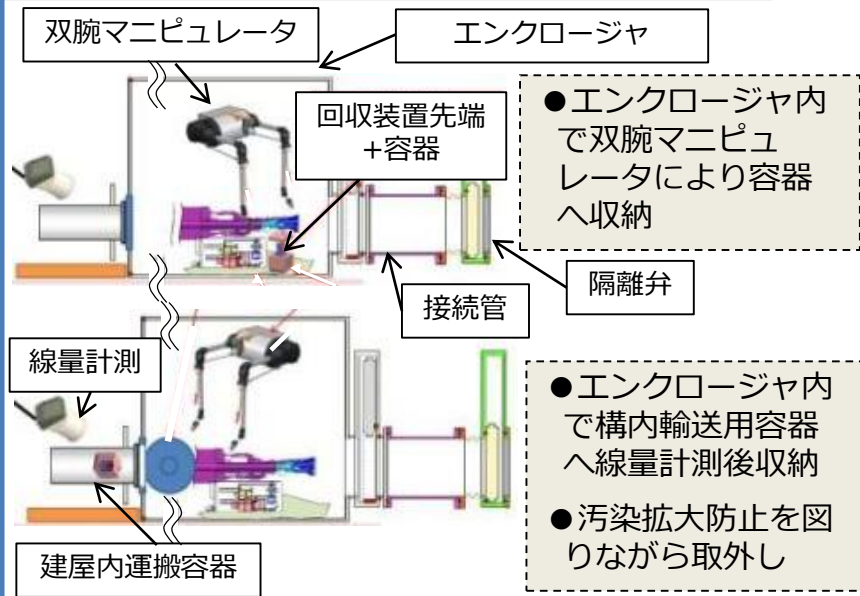 双腕マニピュレータ
エンクロージャ
回収装置先端
+容器
●エンクロージャ内
で双腕マニピュ
レータにより容器
へ収納
隔離弁
接続管
線量計測
建屋内運搬容器
●エンクロージャ内
で構内輸送用容器
へ線量計測後収納
●汚染拡大防止を図
りながら取外し